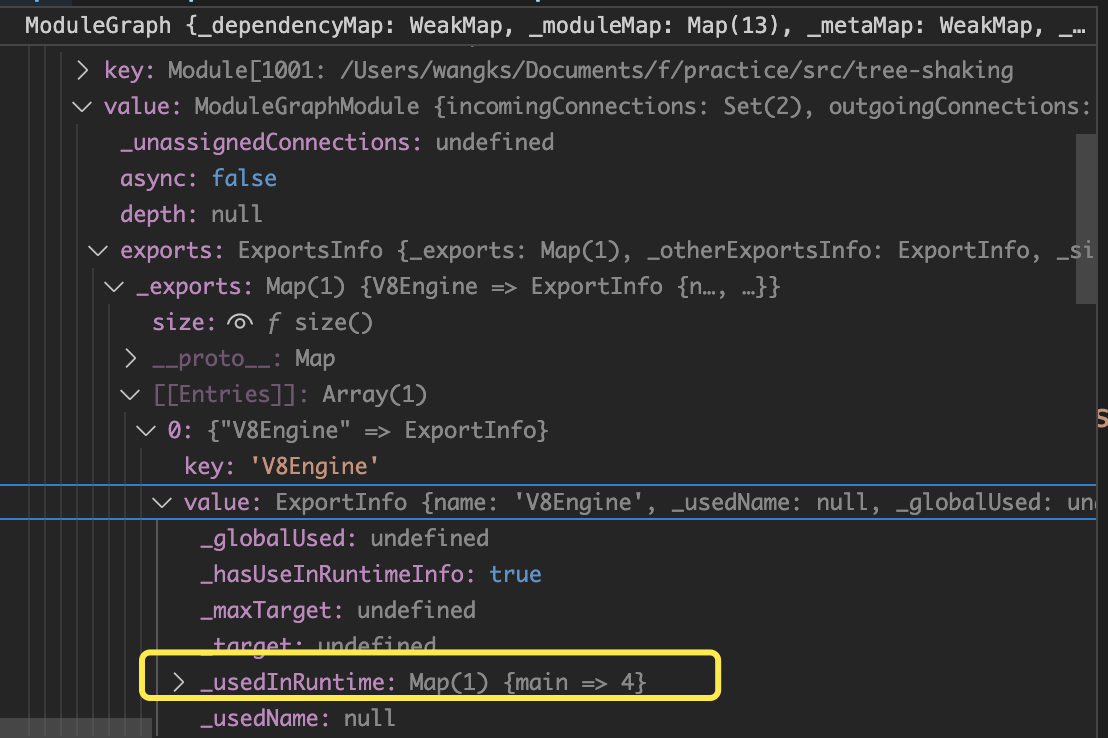 ModuleGraph {_dependencyMap: WeakMap, _moduleMap: Map(13), _metaMap: WeakMap, _…
key: Module[1001: /Users/wangks/Documents/f/practice/src/tree-shaking
value: ModuleGraphModule {incomingConnections: Set(2), outgoingConnections:
_unassignedConnections: undefined
async: false
depth: null
exports: ExportsInfo {_exports: Map(1), _otherExportsInfo: ExportInfo, _si
_exports: Map(1) {V8Engine => ExportInfo {n…, …}}
size: f size()
__proto__: Map
[[Entries]]: Array(1)
0: {"V8Engine" => ExportInfo}
key: 'V8Engine'
value: ExportInfo {name: 'V8Engine', _usedName: null, _globalUsed: un
_globalUsed: undefined
_hasUseInRuntimeInfo: true
_maxTarget: undefined
_target: undefined
_usedInRuntime: Map(1) {main => 4}
_usedName: null